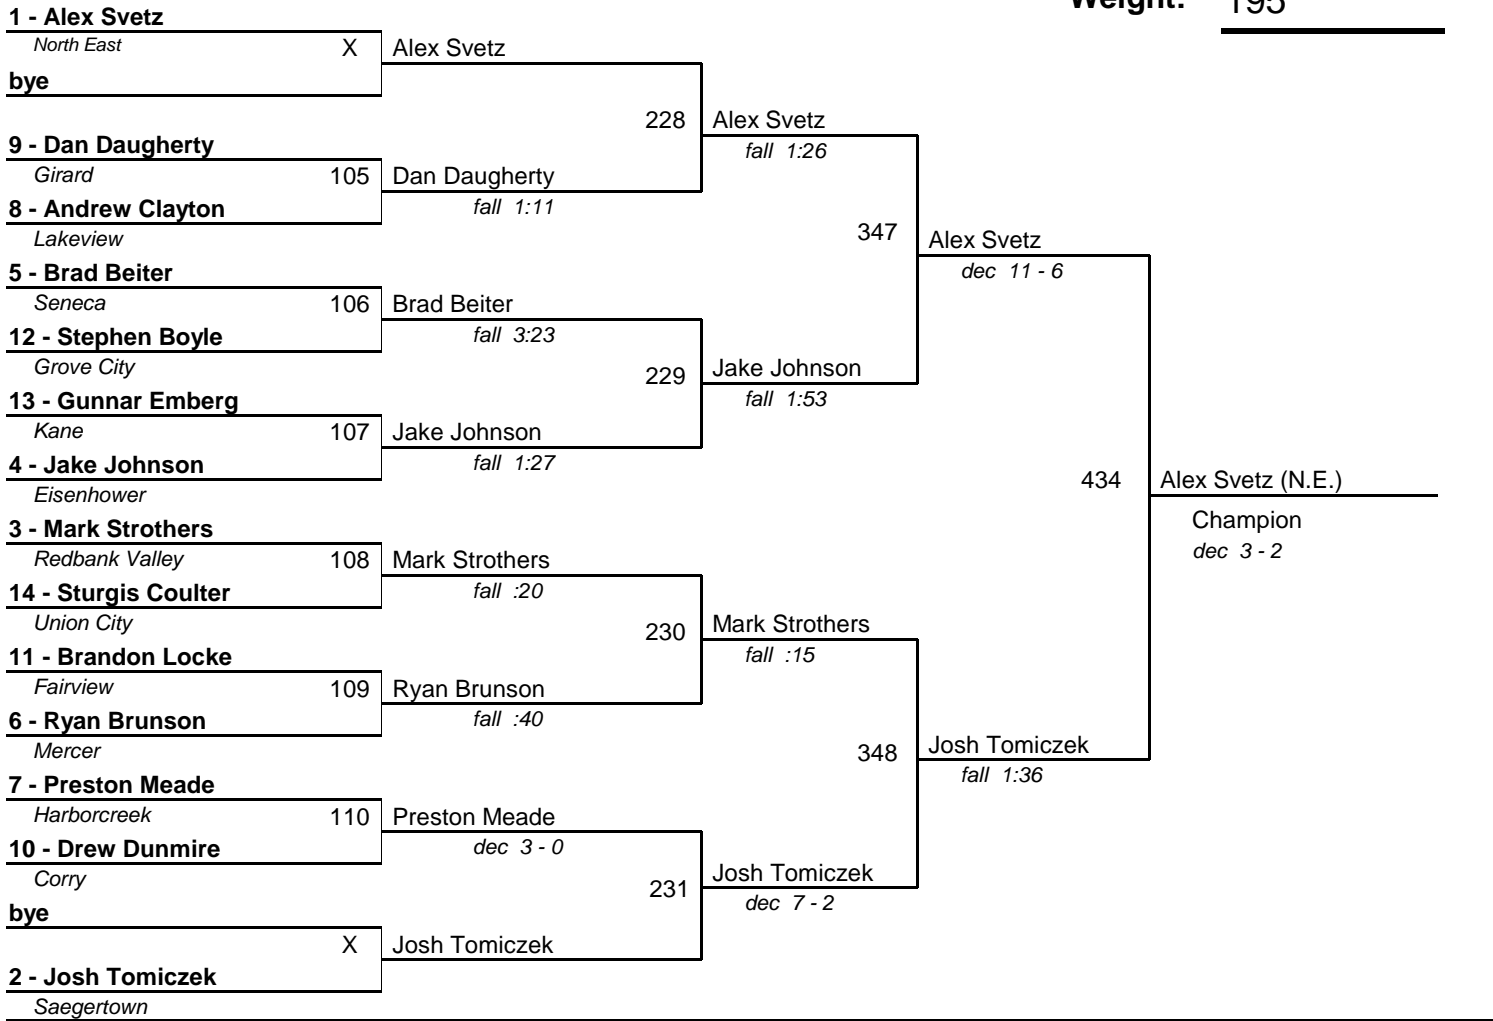 Weight: 195
1 - Alex Svetz
North East
X
Alex Svetz
bye
228
Alex Svetz
fall 1:26
9 - Dan Daugherty
Girard
105
Dan Daugherty
fall 1:11
8 - Andrew Clayton
Lakeview
347
Alex Svetz
dec 11 - 6
5 - Brad Beiter
Seneca
106
Brad Beiter
fall 3:23
12 - Stephen Boyle
Grove City
229
Jake Johnson
fall 1:53
13 - Gunnar Emberg
Kane
107
Jake Johnson
fall 1:27
4 - Jake Johnson
Eisenhower
434
Alex Svetz (N.E.)
Champion
dec 3 - 2
3 - Mark Strothers
Redbank Valley
108
Mark Strothers
fall :20
14 - Sturgis Coulter
Union City
230
Mark Strothers
fall :15
11 - Brandon Locke
Fairview
109
Ryan Brunson
fall :40
6 - Ryan Brunson
Mercer
348
Josh Tomiczek
fall 1:36
7 - Preston Meade
Harborcreek
110
Preston Meade
dec 3 - 0
10 - Drew Dunmire
Corry
231
Josh Tomiczek
dec 7 - 2
bye
X
Josh Tomiczek
2 - Josh Tomiczek
Saegertown